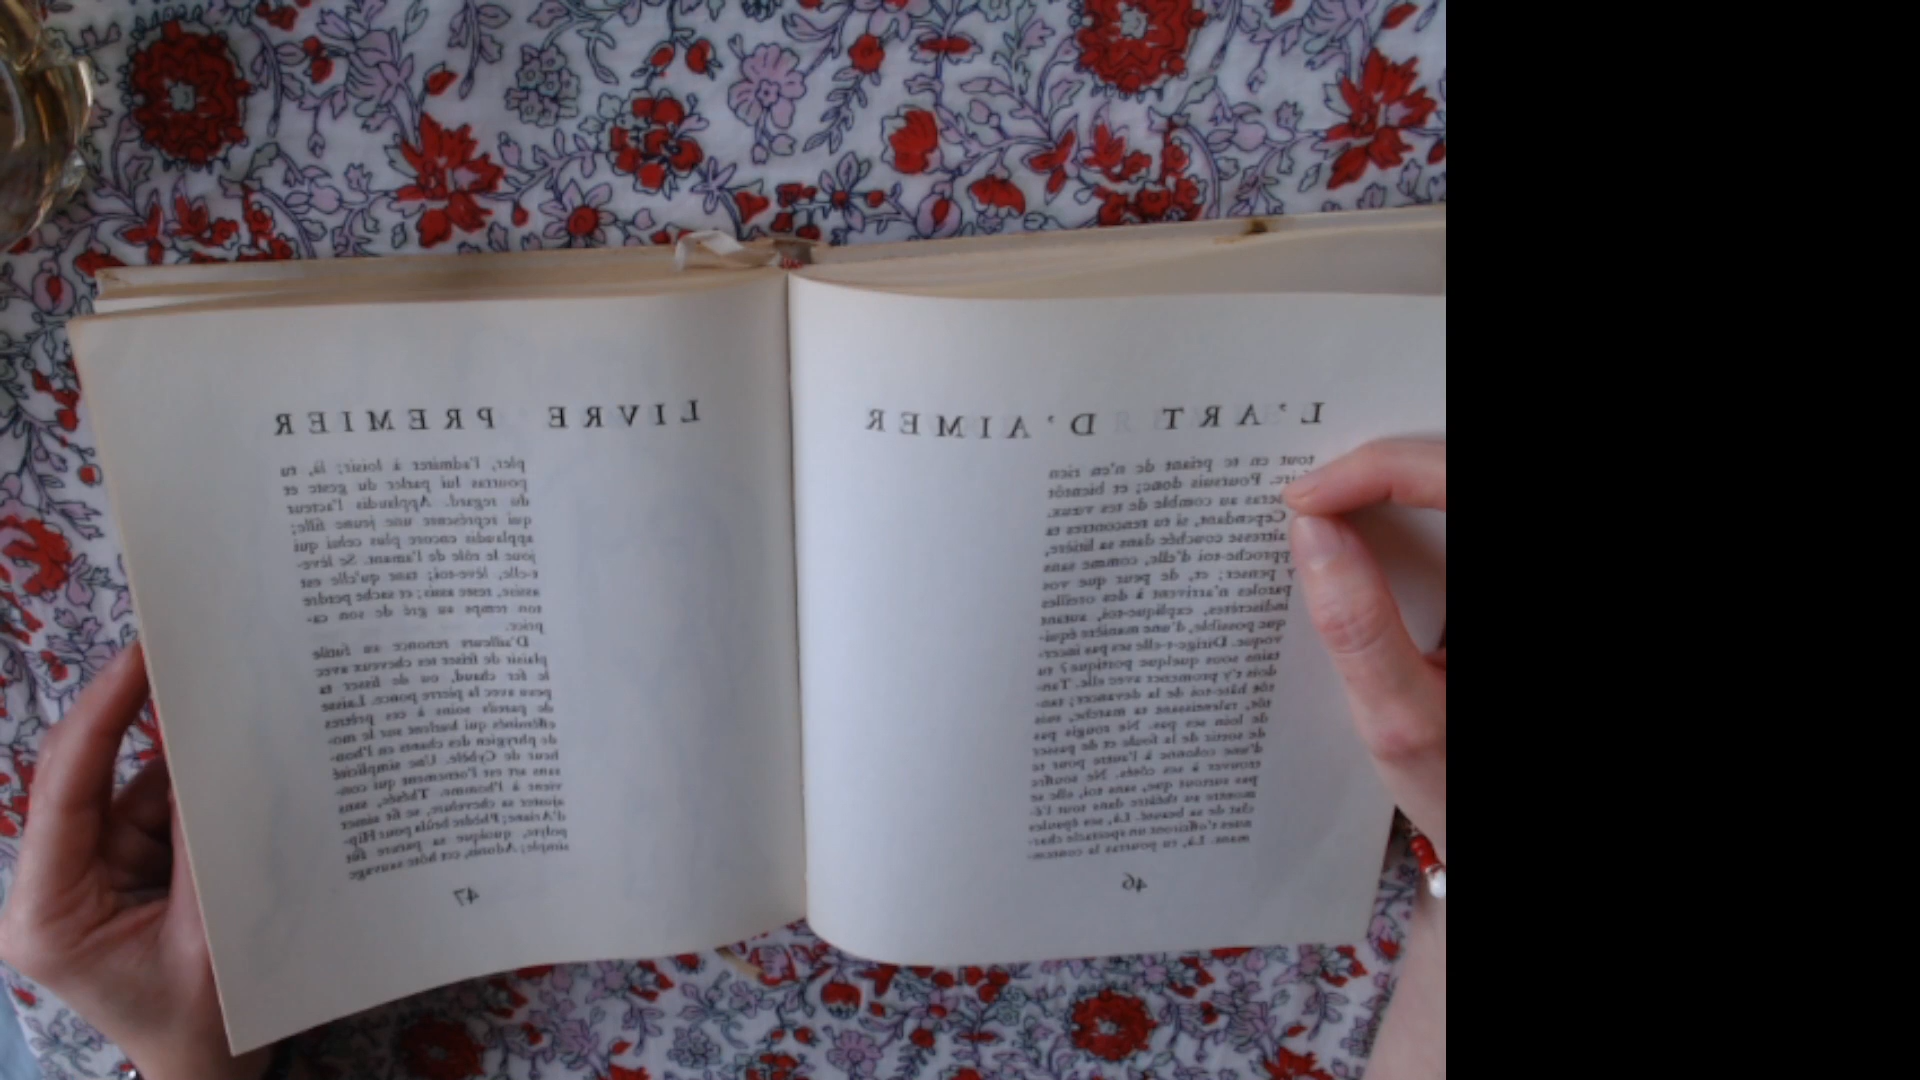 L'ART D'AIMER
tout en te priant de n'en rien
faire. Poursuis donc; et bientôt
seras au comble de tes vœux.
Cependant, si tu rencontres ta
maîtresse couchée dans sa litière,
approche-toi d'elle, comme sans
y penser; et, de peur que vos
paroles n'arrivent à des oreilles
indiscrètes, explique-toi, autant
que possible, d'une manière équi-
voque. Dirige-t-elle ses pas incer-
tains sous quelque portique? tu
dois t'y promener avec elle. Tan-
tôt hâte-toi de la devancer; tan-
tôt, ralentissant ta marche, suis
de loin ses pas. Ne rougis pas
de sortir de la foule et de passer
d'une colonne à l'autre pour te
trouver à ses côtés. Ne souffre
pas surtout que, sans toi, elle se
montre au théâtre dans tout l'é-
clat de sa beauté. Là, ses épaules
nues t'offriront un spectacle char-
mant. Là, tu pourras la contem-
46
LIVRE PREMIER
pler, l'admirer à loisir; là, tu
pourras lui parler du geste et
du regard. Applaudis l'acteur
qui représente une jeune fille;
applaudis encore plus celui qui
joue le rôle de l'amant. Se lève-
t-elle, lève-toi; tant qu'elle est
assise, reste assis; et sache perdre
ton temps au gré de son ca-
price.
D'ailleurs renonce au futile
plaisir de friser tes cheveux avec
le fer chaud, ou de lisser ta
peau avec la pierre ponce. Laisse
de pareils soins à ces prêtres
efféminés qui hurlent sur le mo-
de phrygien des chants en l'hon-
neur de Cybèle. Une simplicité
sans art est l'ornement qui con-
vient à l'homme. Thésée, sans
ajuster sa chevelure, se fit aimer
d'Ariane; Phèdre brûla pour Hip-
polyte, quoique sa parure fût
simple; Adonis, cet hôte sauvage
47